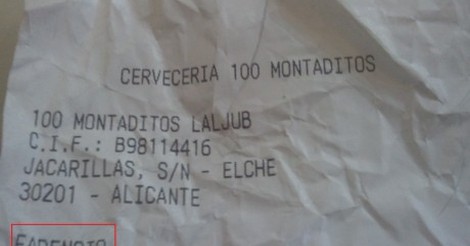 CERVECERIA 100 MONTADITOS
100 MONTADITOS LALJUB
C.I.F.: B98114416
JACARILLAS, S/N - ELCHE
30201 - ALICANTE